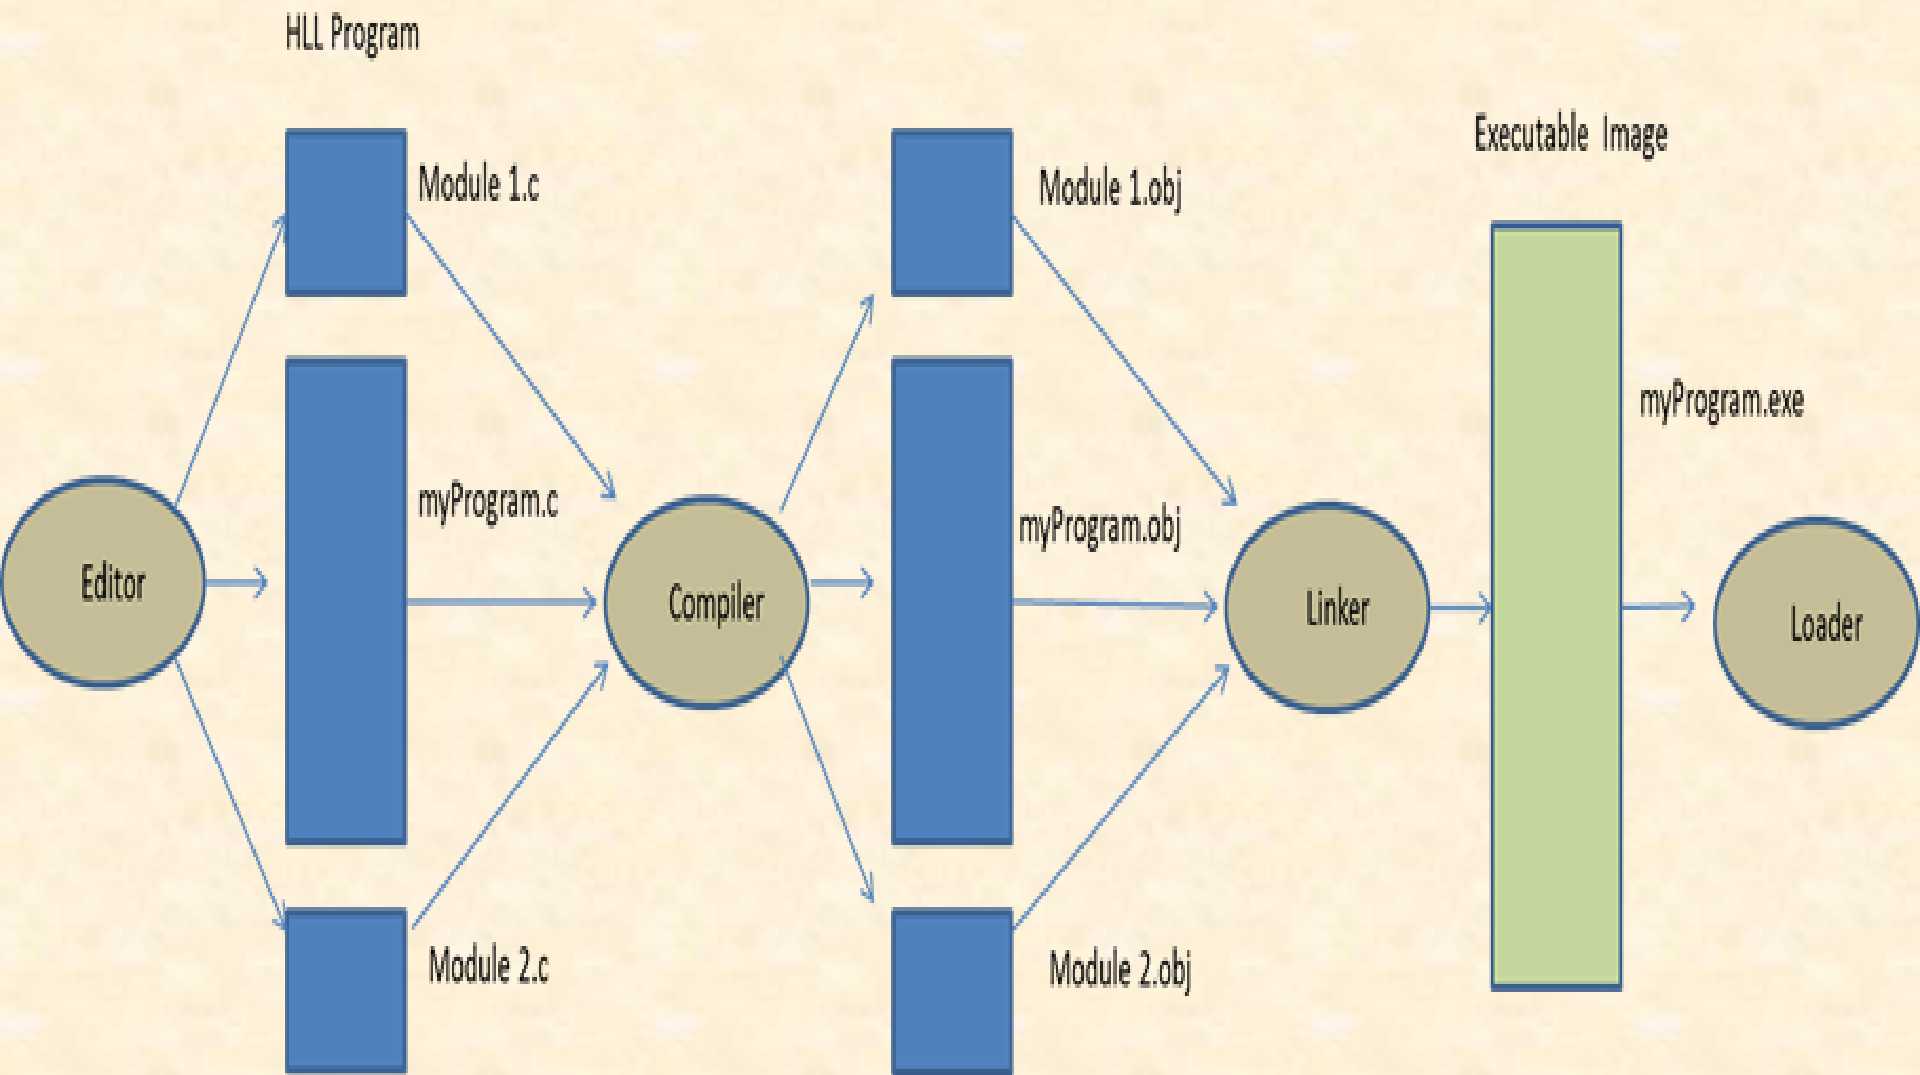 HLL Program
Executable Image
Module 1.c
Module 1.obj
myProgram.exe
myProgram.c
myProgram.obj
Editor
Compiler
Linker
Loader
Module 2.c
Module 2.obj